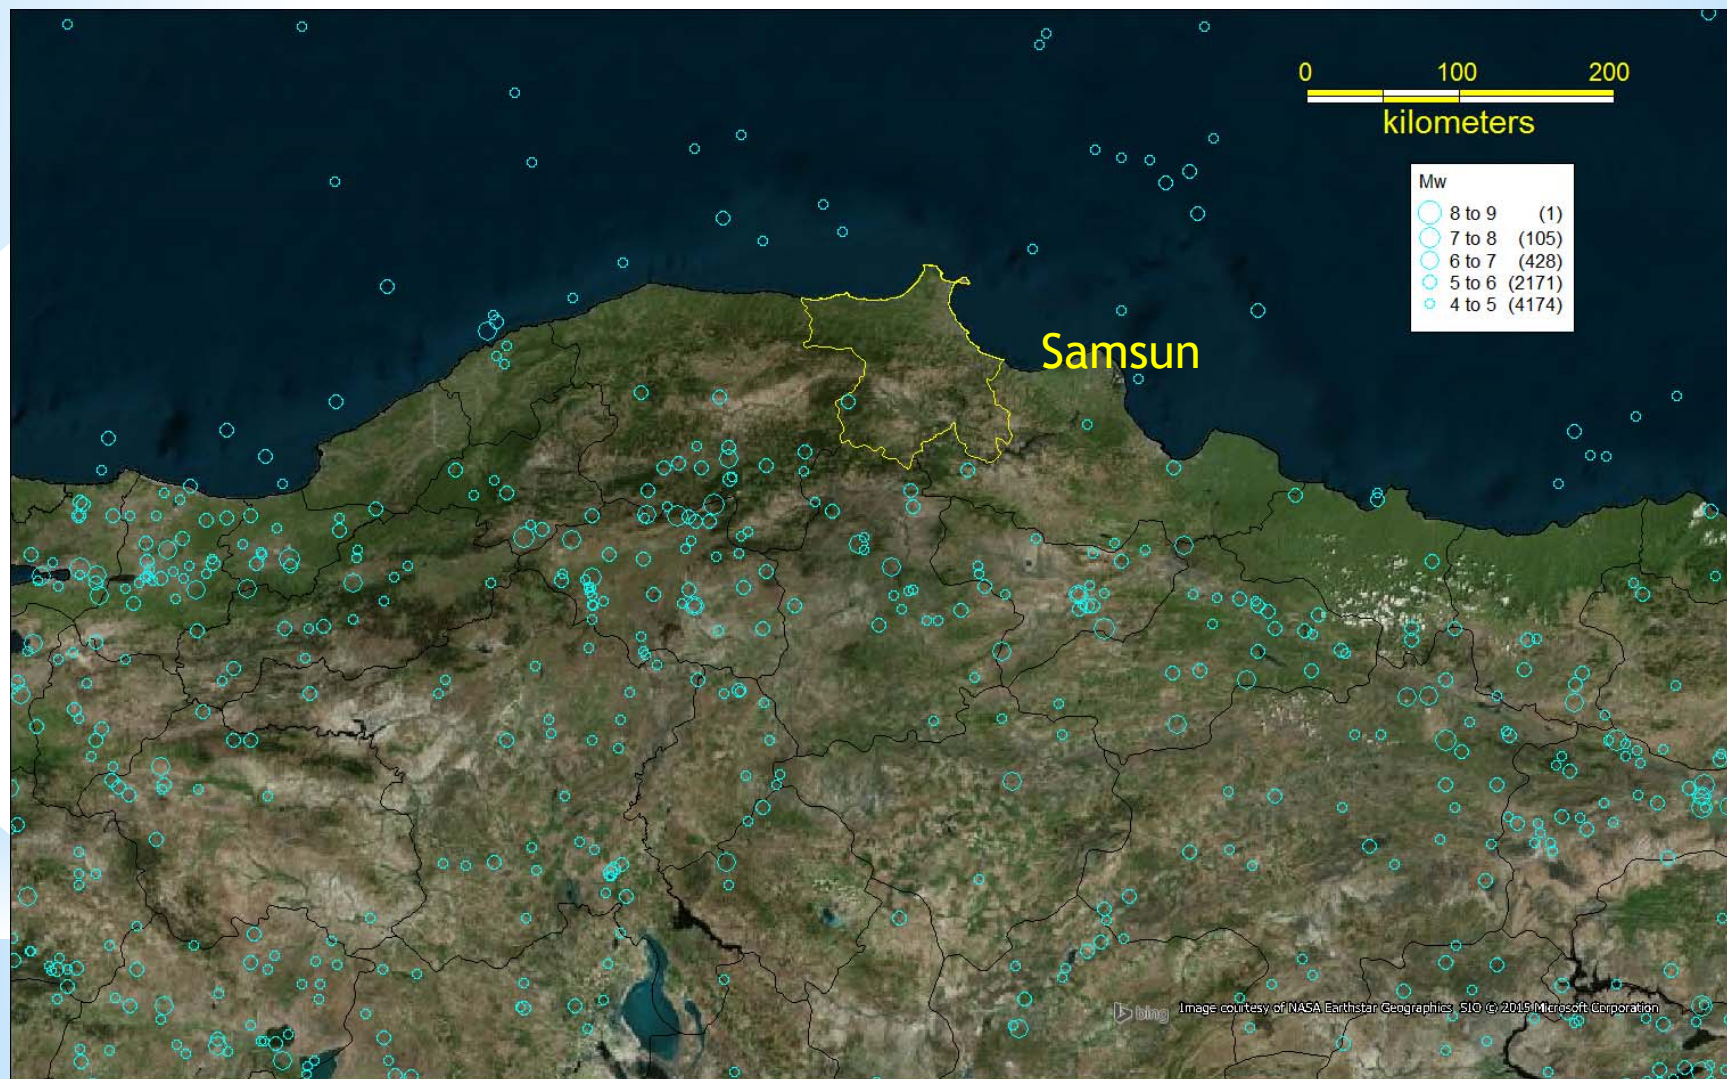 0 100 200
kilometers
Mw
8 to 9 (1)
7 to 8 (105)
6 to 7 (428)
5 to 6 (2171)
4 to 5 (4174)
Samsun
bing
Image courtesy of NASA Earthstar Geographics SIO © 2015 Microsoft Corporation